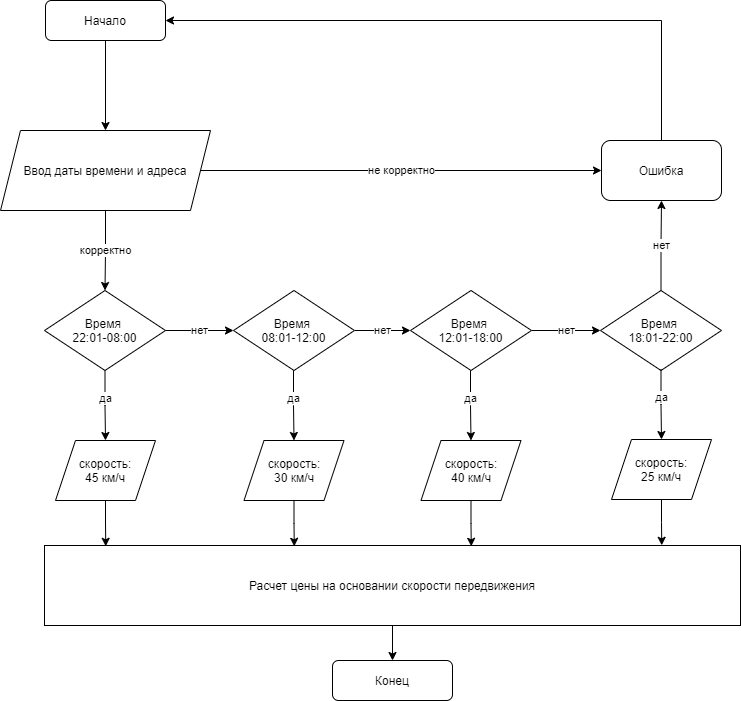 Начало
Ввод даты времени и адреса
не корректно
Ошибка
корректно
нет
Время
22:01-08:00
нет
Время
08:01-12:00
нет
Время
12:01-18:00
нет
Время
18:01-22:00
да
да
да
да
скорость:
45 км/ч
скорость:
30 км/ч
скорость:
40 км/ч
скорость:
25 км/ч
Расчет цены на основании скорости передвижения
Конец